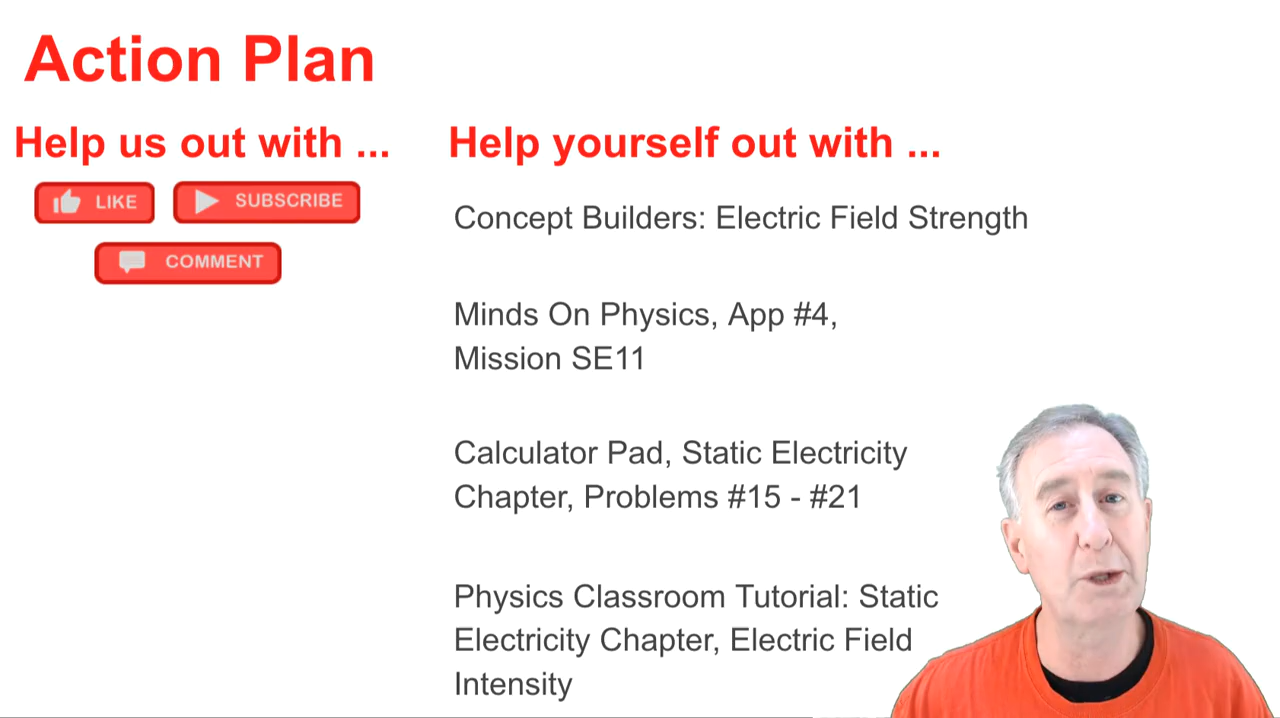 Action Plan
Help us out with ...
LIKE
SUBSCRIBE
COMMENT
Help yourself out with ...
Concept Builders: Electric Field Strength
Minds On Physics, App #4,
Mission SE11
Calculator Pad, Static Electricity
Chapter, Problems #15 - #21
Physics Classroom Tutorial: Static
Electricity Chapter, Electric Field
Intensity